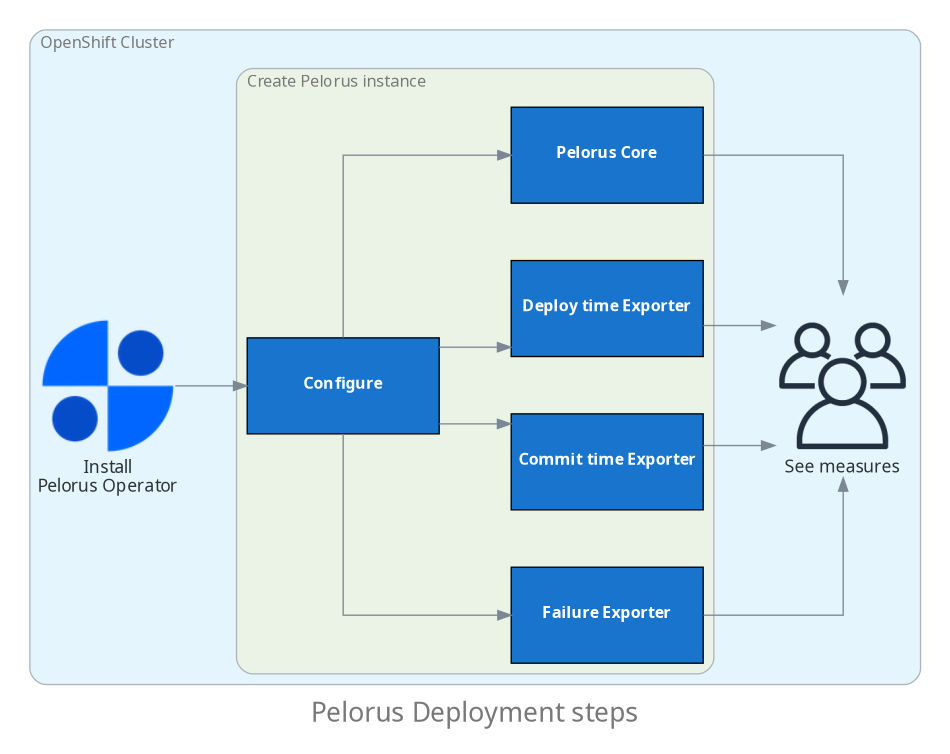 OpenShift Cluster
Create Pelorus instance
Pelorus Core
Deploy time Exporter
Configure
Commit time Exporter
Install
Pelorus Operator
See measures
Failure Exporter
Pelorus Deployment steps